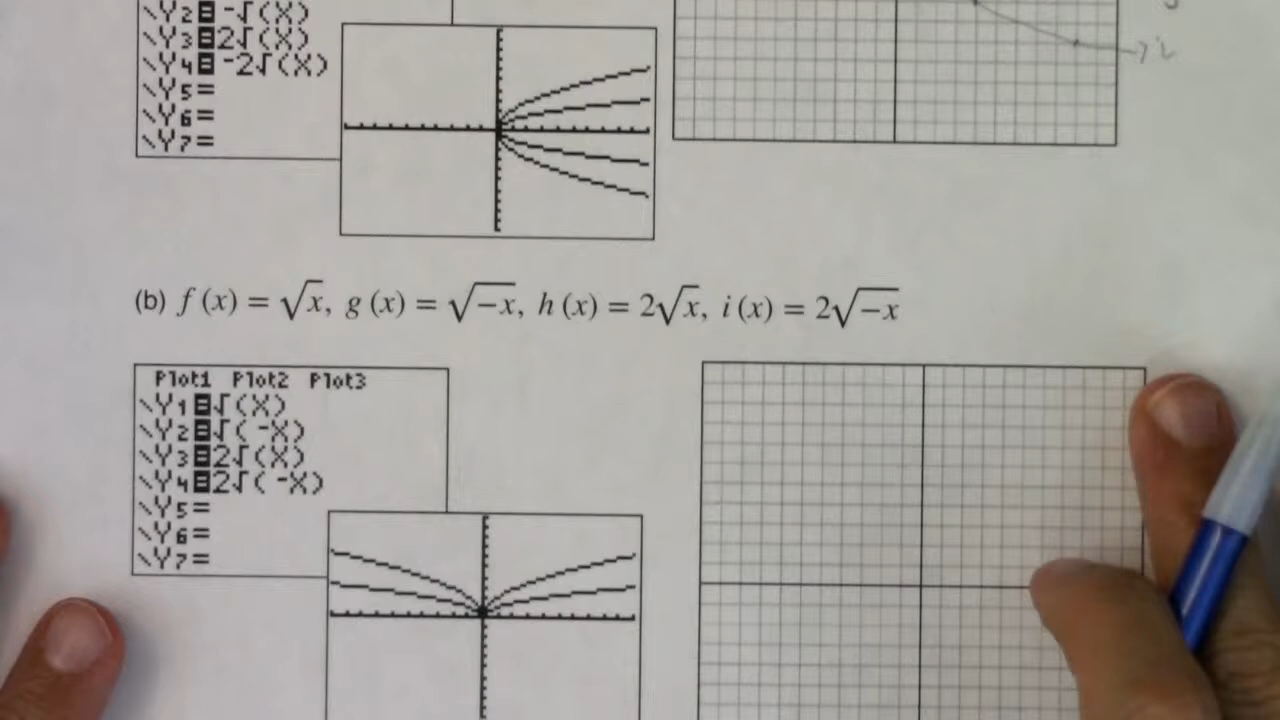 \Y2=-√(X)
\Y3=2√(X)
\Y4=-2√(X)
\Y5=
\Y6=
\Y7=
(b) f (x) = √x, g (x) = √−x, h (x) = 2√x, i (x) = 2√−x
Plot1 Plot2 Plot3
\Y1=√(X)
\Y2=√(-X)
\Y3=2√(X)
\Y4=2√(-X)
\Y5=
\Y6=
\Y7=